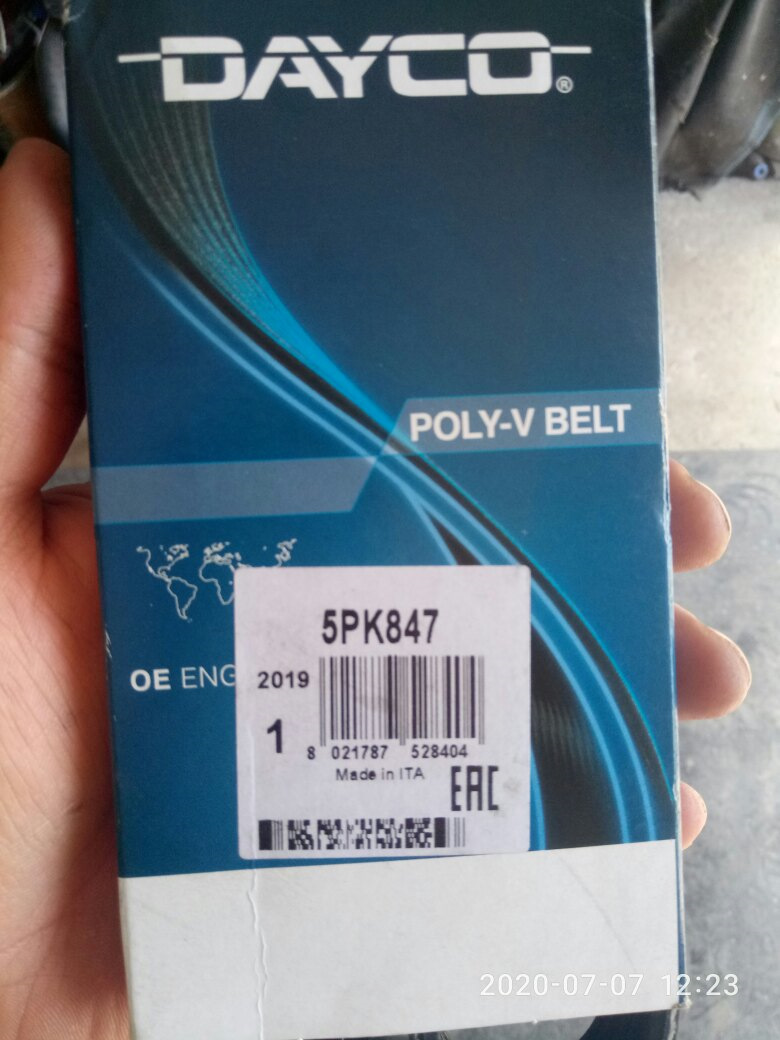 DAYCO®
POLY-V BELT
OE ENG
5PK847
2019
1
8 021787 528404
Made in ITA
EAC
2020-07-07 12:23